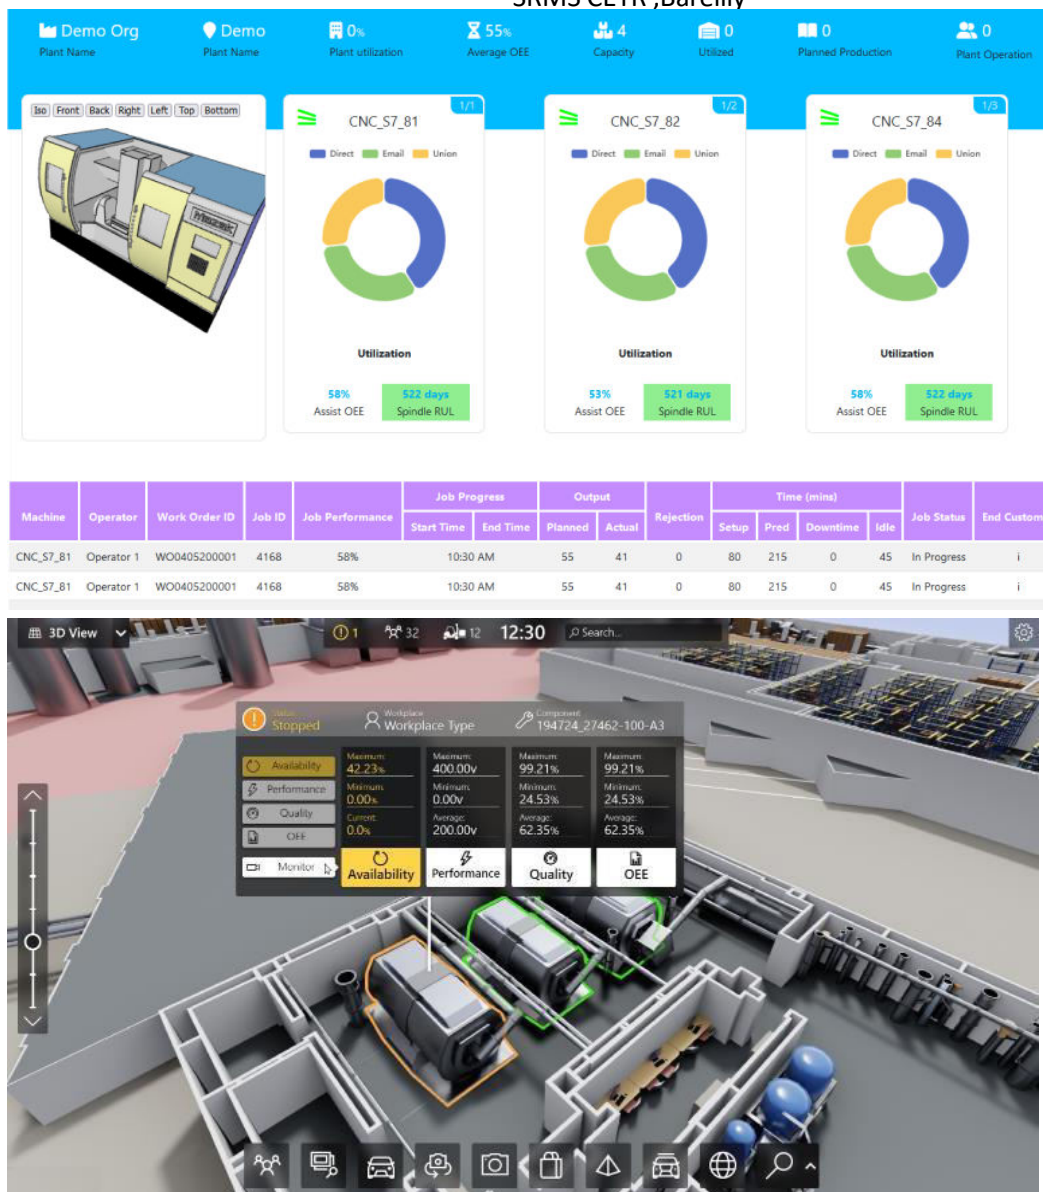 SRMS CETR ,Bareilly
Demo Org Demo 0% 55% 4 0 0 0
Plant Name Plant Name Plant utilization Average OEE Capacity Utilized Planned Production Plant Operation
Iso Front Back Right Left Top Bottom
1/1
CNC_S7_81
Direct Email Union
Utilization
58% 522 days
Assist OEE Spindle RUL
1/2
CNC_S7_82
Direct Email Union
Utilization
53% 521 days
Assist OEE Spindle RUL
1/3
CNC_S7_84
Direct Email Union
Utilization
58% 522 days
Assist OEE Spindle RUL
Job Progress Output Time (mins)
Machine Operator Work Order ID Job ID Job Performance Start Time End Time Planned Actual Rejection Setup Pred Downtime Idle Job Status End Custom
CNC_S7_81 Operator 1 WO0405200001 4168 58% 10:30 AM 55 41 0 80 215 0 45 In Progress i
CNC_S7_81 Operator 1 WO0405200001 4168 58% 10:30 AM 55 41 0 80 215 0 45 In Progress i
3D View 1 32 12 12:30 Search...
Status Workplace Component
Stopped Workplace Type 194724_27462-100-A3
Availability
Performance
Quality
OEE
Monitor
Maximum: Maximum: Maximum: Maximum:
42.23% 400.00v 99.21% 99.21%
Minimum: Minimum: Minimum: Minimum:
0.00% 0.00v 24.53% 24.53%
Current: Average: Average: Average:
0.0% 200.00v 62.35% 62.35%
Availability Performance Quality OEE